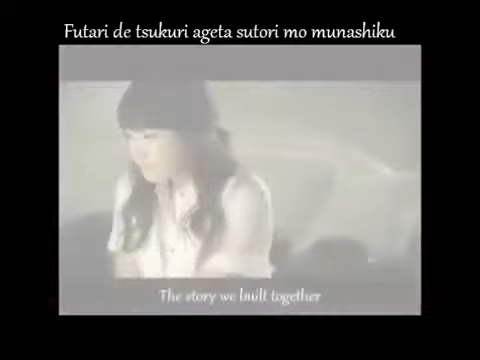 Futari de tsukuri ageta sutori mo munashiku
The story we built together